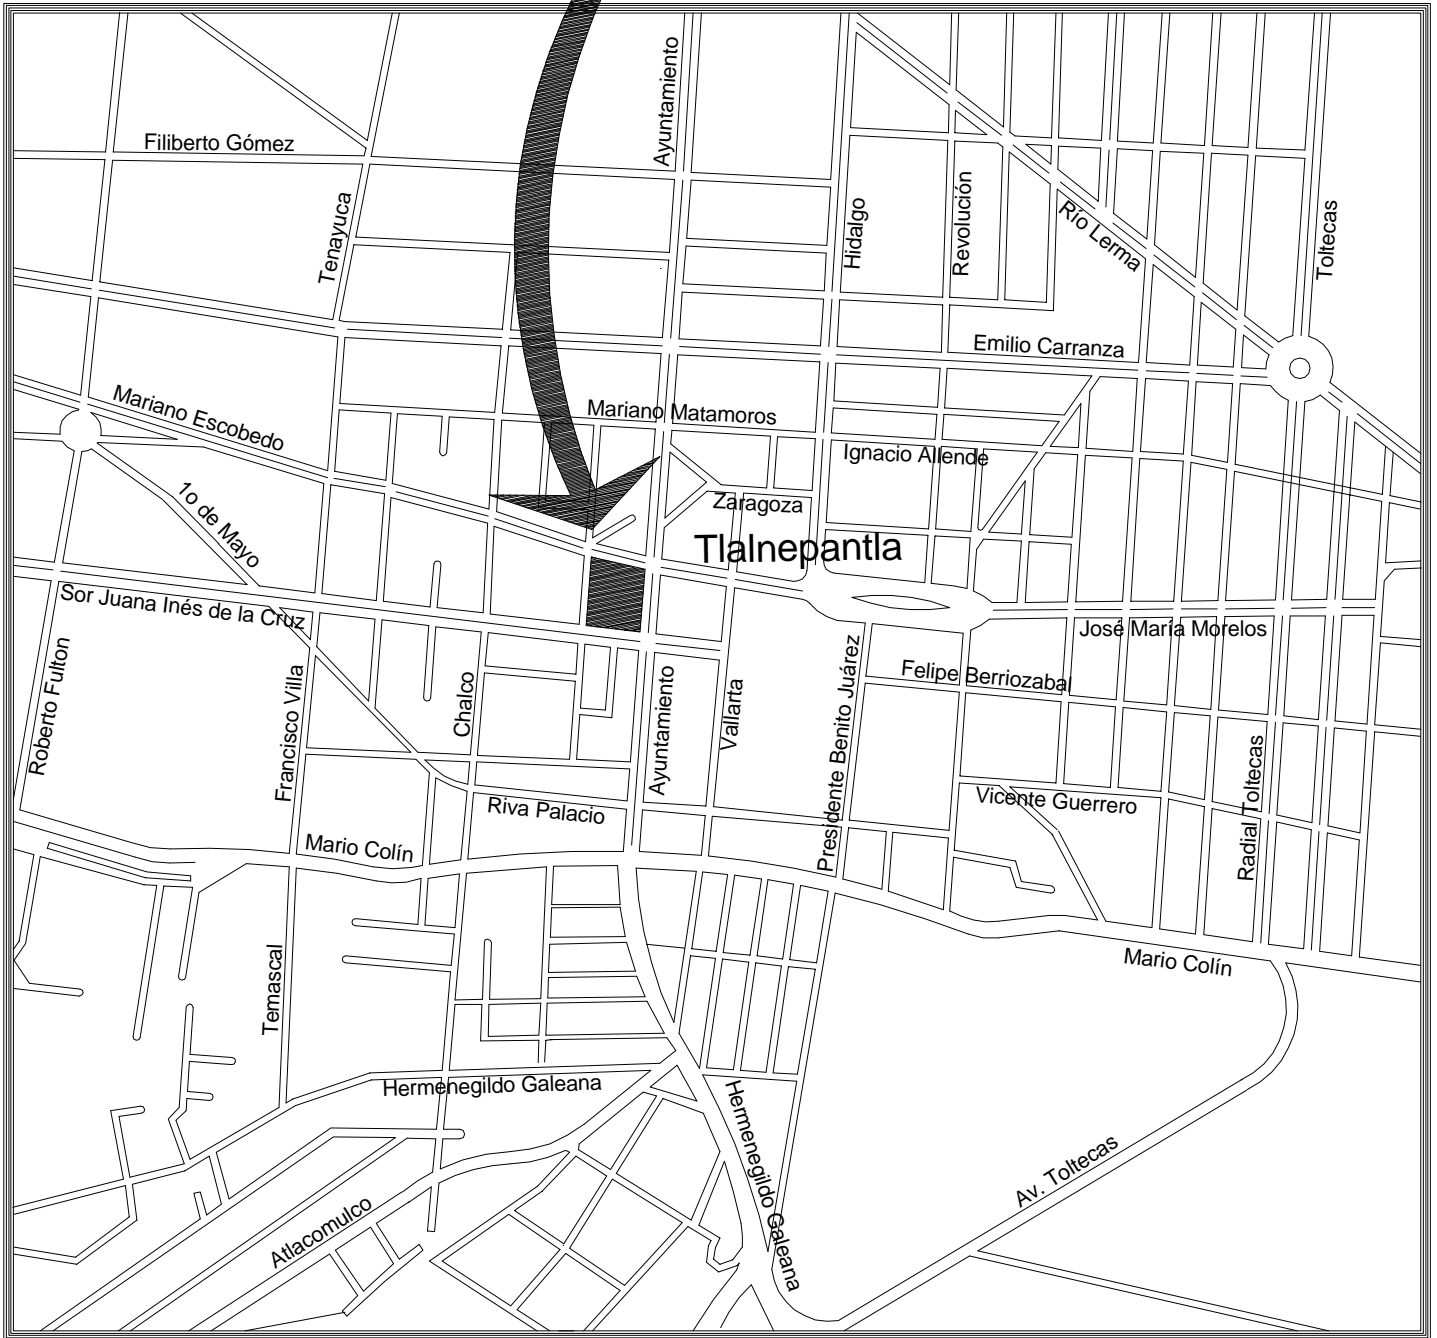 Ayuntamiento
Filiberto Gómez
Tenayuca
Hidalgo
Revolución
Río Lerma
Toltecas
Emilio Carranza
Mariano Escobedo
Mariano Matamoros
Ignacio Allende
Zaragoza
1o de Mayo
Tlalnepantla
Sor Juana Inés de la Cruz
José María Morelos
Roberto Fulton
Francisco Villa
Chalco
Ayuntamiento
Vallarta
Presidente Benito Juárez
Felipe Berriozabal
Riva Palacio
Vicente Guerrero
Radial Toltecas
Mario Colín
Mario Colín
Temascal
Hermenegildo Galeana
Hermenegildo Galeana
Av. Toltecas
Atlacomulco